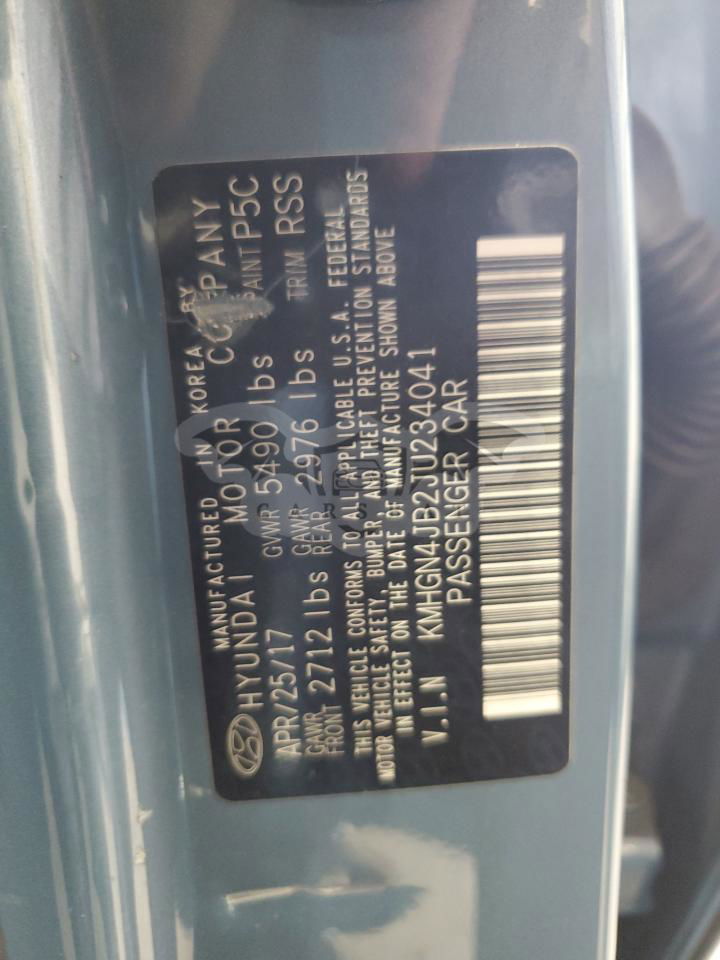 MANUFACTURED IN KOREA BY
HYUNDAI MOTOR COMPANY
APR/25/17 GVWR 5490 lbs PAINT P5C
GAWR FRONT 2712 lbs GAWR REAR 2976 lbs TRIM RSS
THIS VEHICLE CONFORMS TO ALL APPLICABLE U.S.A. FEDERAL
MOTOR VEHICLE SAFETY, BUMPER, AND THEFT PREVENTION STANDARDS
IN EFFECT ON THE DATE OF MANUFACTURE SHOWN ABOVE
V.I.N KMHGN4JB2JU234041
PASSENGER CAR